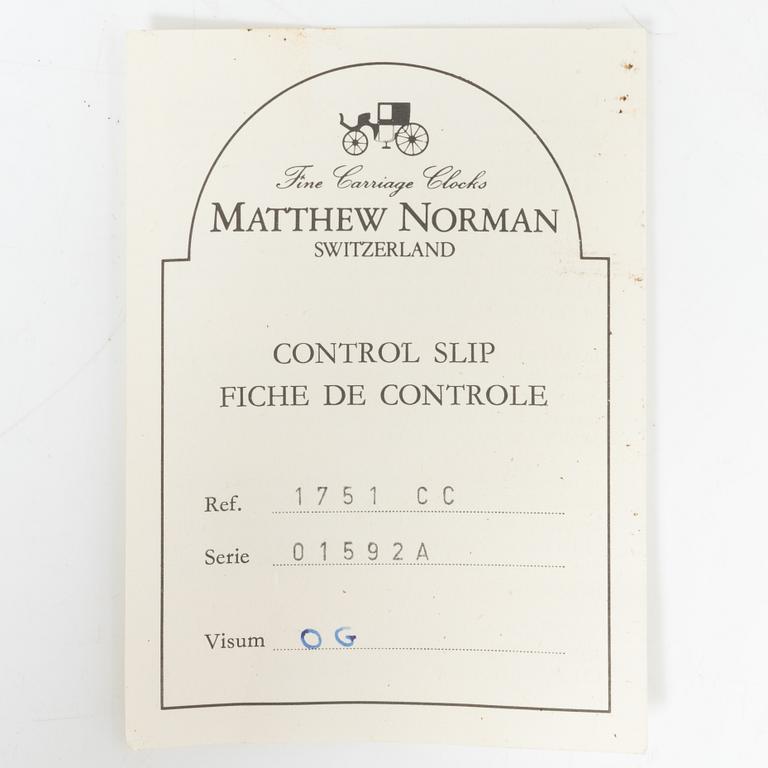 Fine Carriage Clocks
MATTHEW NORMAN
SWITZERLAND
CONTROL SLIP
FICHE DE CONTROLE
Ref. 1751 CC
Serie 01592A
Visum OG